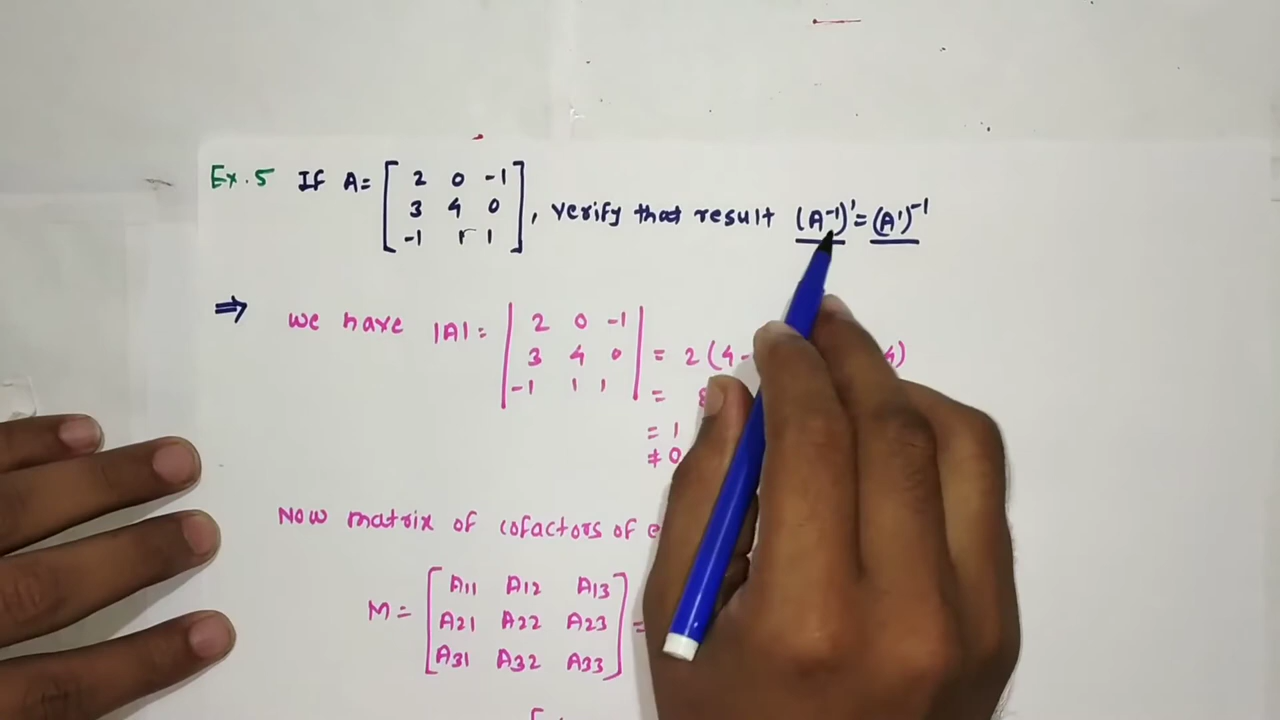 Ex.5 If A= [ 2 0 -1
3 4 0
-1 1 1 ], verify that result (A⁻¹)'=(A')⁻¹
⇒ we have |A|= | 2 0 -1
3 4 0 | = 2(4- 4)
-1 1 1 | =
= 1
≠ 0
Now matrix of cofactors of
M= [ A11 A12 A13
A21 A22 A23 ] =
A31 A32 A33